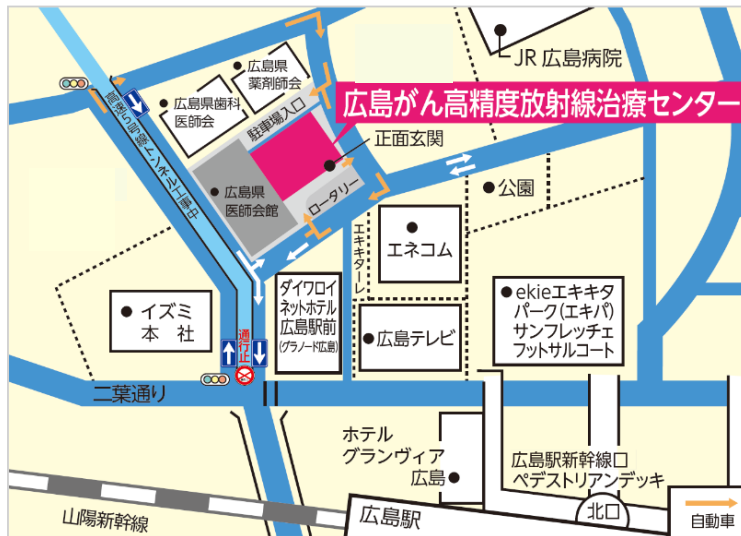 JR 広島病院
広島県
薬剤師会
広島県歯科
医師会
広島がん高精度放射線治療センター
駐車場入口
正面玄関
高速5号線トンネル工事中
広島県
医師会館
ロータリー
公園
エネコム
エキキターレ
イズミ
本社
ダイワロイ
ネットホテル
広島駅前
(グラノード広島)
広島テレビ
ekieエキキタ
パーク(エキパ)
サンフレッチェ
フットサルコート
通行止
二葉通り
ホテル
グランヴィア
広島
広島駅新幹線口
ペデストリアンデッキ
北口
山陽新幹線
広島駅
自動車